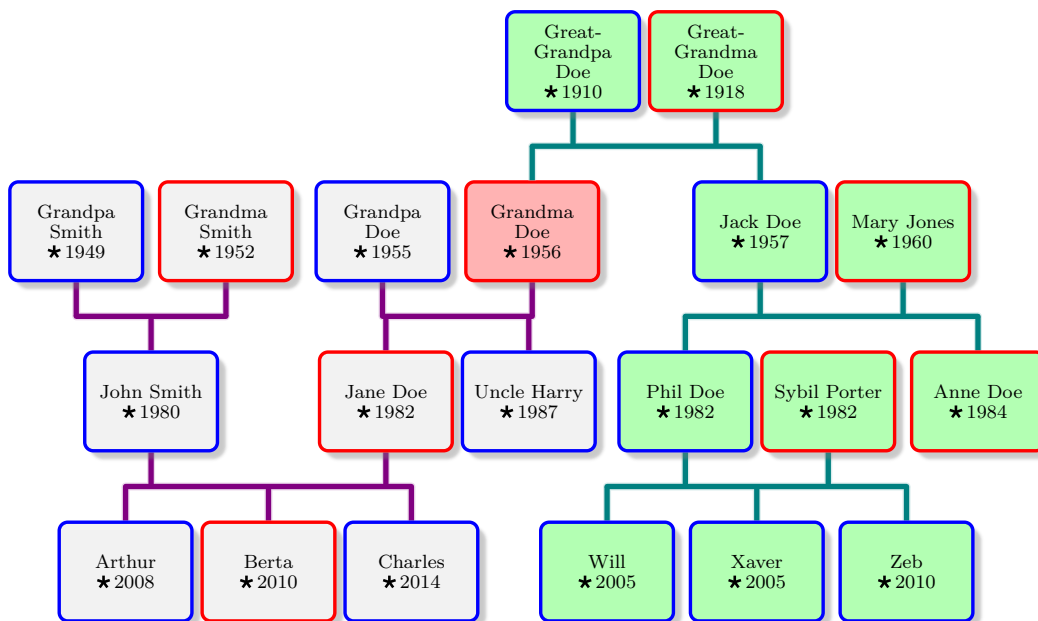 Great-
Grandpa
Doe
★1910
Great-
Grandma
Doe
★1918
Grandpa
Smith
★1949
Grandma
Smith
★1952
Grandpa
Doe
★1955
Grandma
Doe
★1956
Jack Doe
★1957
Mary Jones
★1960
John Smith
★1980
Jane Doe
★1982
Uncle Harry
★1987
Phil Doe
★1982
Sybil Porter
★1982
Anne Doe
★1984
Arthur
★2008
Berta
★2010
Charles
★2014
Will
★2005
Xaver
★2005
Zeb
★2010